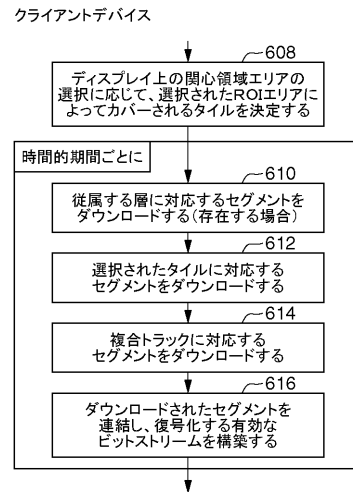 クライアントデバイス
608
ディスプレイ上の関心領域エリアの
選択に応じて、選択されたROIエリアに
よってカバーされるタイルを決定する
時間的期間ごとに
610
従属する層に対応するセグメントを
ダウンロードする(存在する場合)
612
選択されたタイルに対応する
セグメントをダウンロードする
614
複合トラックに対応する
セグメントをダウンロードする
616
ダウンロードされたセグメントを
連結し、復号化する有効な
ビットストリームを構築する